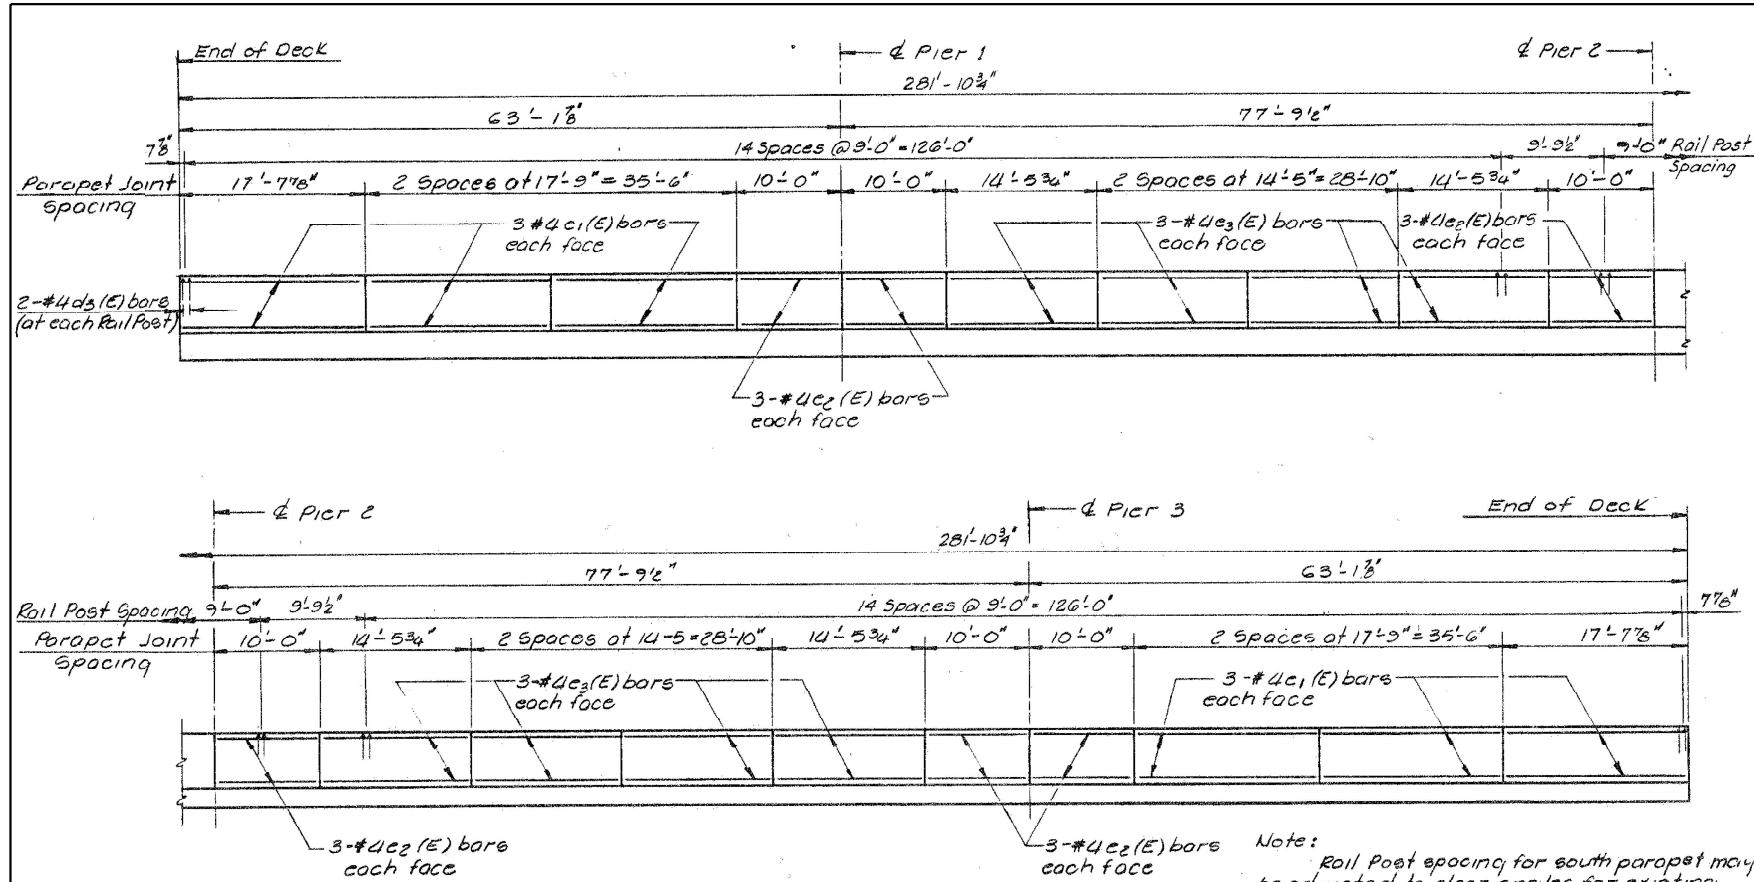 End of Deck
℄ Pier 1
℄ Pier 2
281'-10¾"
63'-1⅞"
77'-9½"
7⅞"
14 Spaces @ 9'-0" = 126'-0"
9'-9½"
9'-0" Rail Post
Spacing
Parapet Joint
Spacing
17'-7⅞"
2 Spaces at 17'-9" = 35'-6"
10'-0"
10'-0"
14'-5¾"
2 Spaces at 14'-5" = 28'-10"
14'-5¾"
10'-0"
3 #4 e1(E) bars
each face
3-#4e3(E) bars
each face
3-#4e2(E) bars
each face
2-#4d3(E) bars
(at each Rail Post)
3-#4e2(E) bars
each face
℄ Pier 2
℄ Pier 3
End of Deck
281'-10¾"
77'-9½"
63'-1⅞"
Rail Post Spacing
9'-0"
9'-9½"
14 Spaces @ 9'-0" = 126'-0"
7⅞"
Parapet Joint
Spacing
10'-0"
14'-5¾"
2 Spaces at 14-5=28'-10"
14'-5¾"
10'-0"
10'-0"
2 Spaces at 17'-9" = 35'-6"
17'-7⅞"
3-#4e3(E) bars
each face
3-#4e1(E) bars
each face
3-#4e2(E) bars
each face
3-#4e2(E) bars
each face
Note:
Rail Post spacing for south parapet may